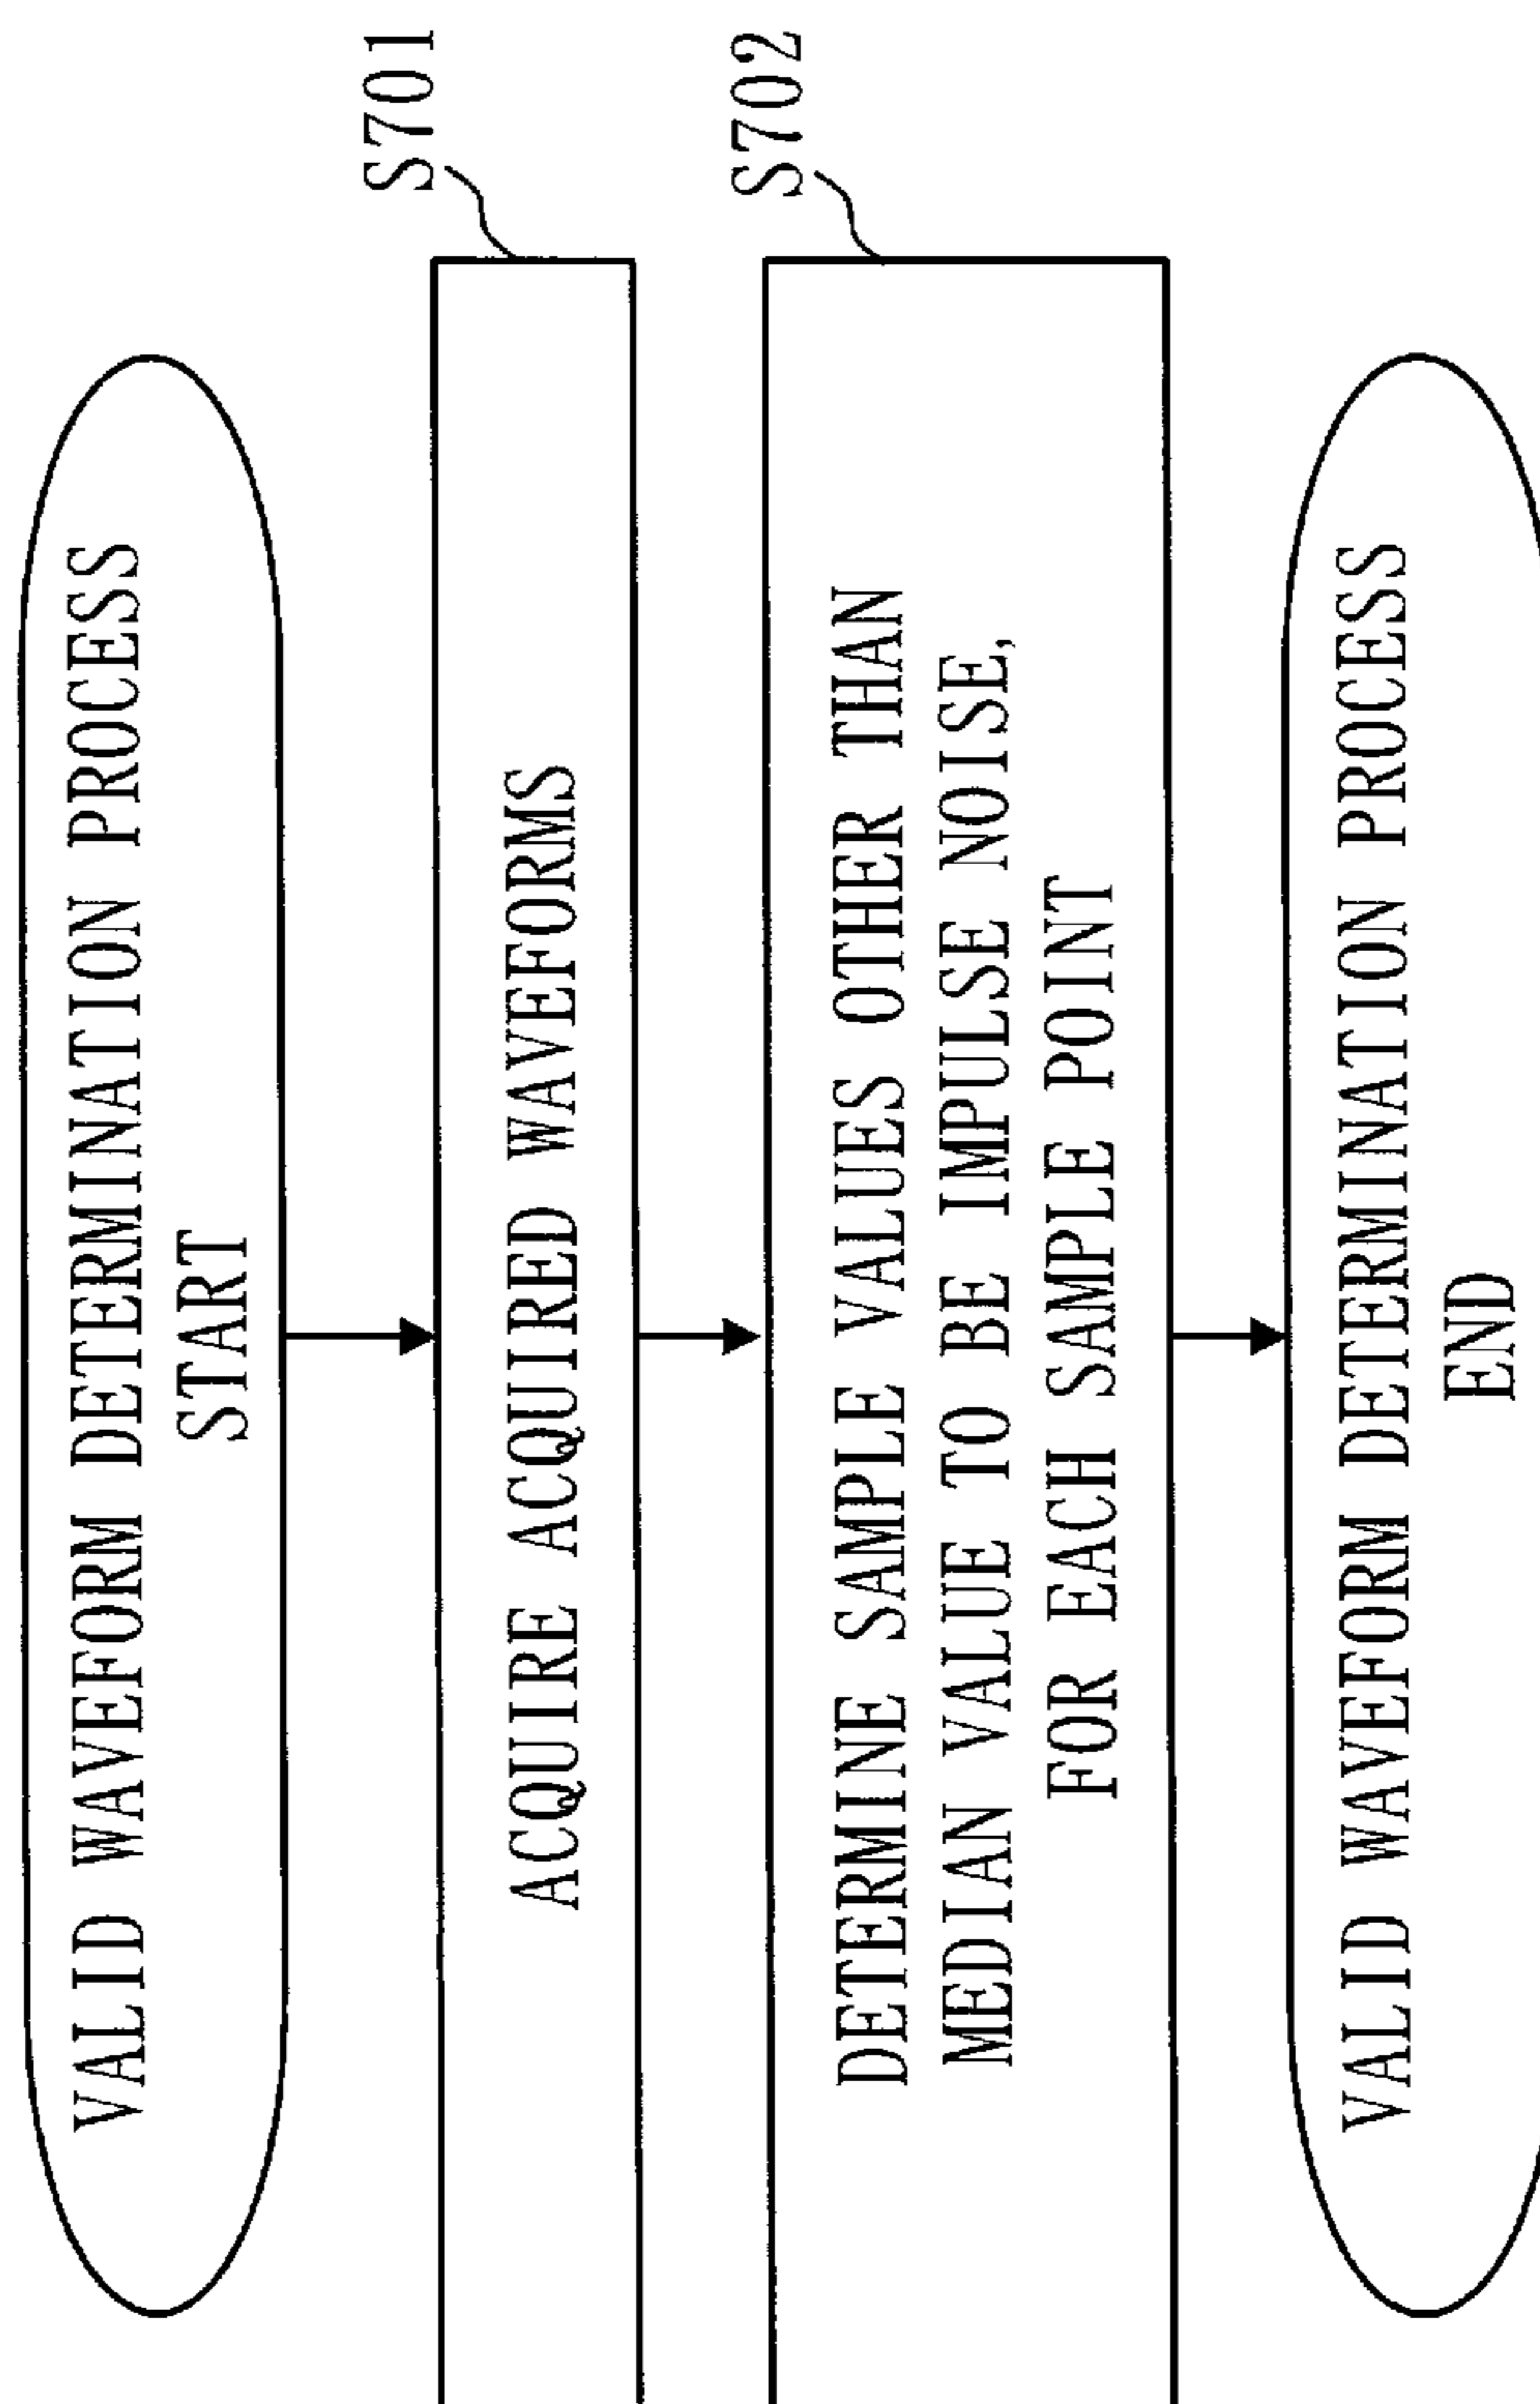 VALID WAVEFORM DETERMINATION PROCESS
START
S701
ACQUIRE ACQUIRED WAVEFORMS
S702
DETERMINE SAMPLE VALUES OTHER THAN
MEDIAN VALUE TO BE IMPULSE NOISE,
FOR EACH SAMPLE POINT
VALID WAVEFORM DETERMINATION PROCESS
END